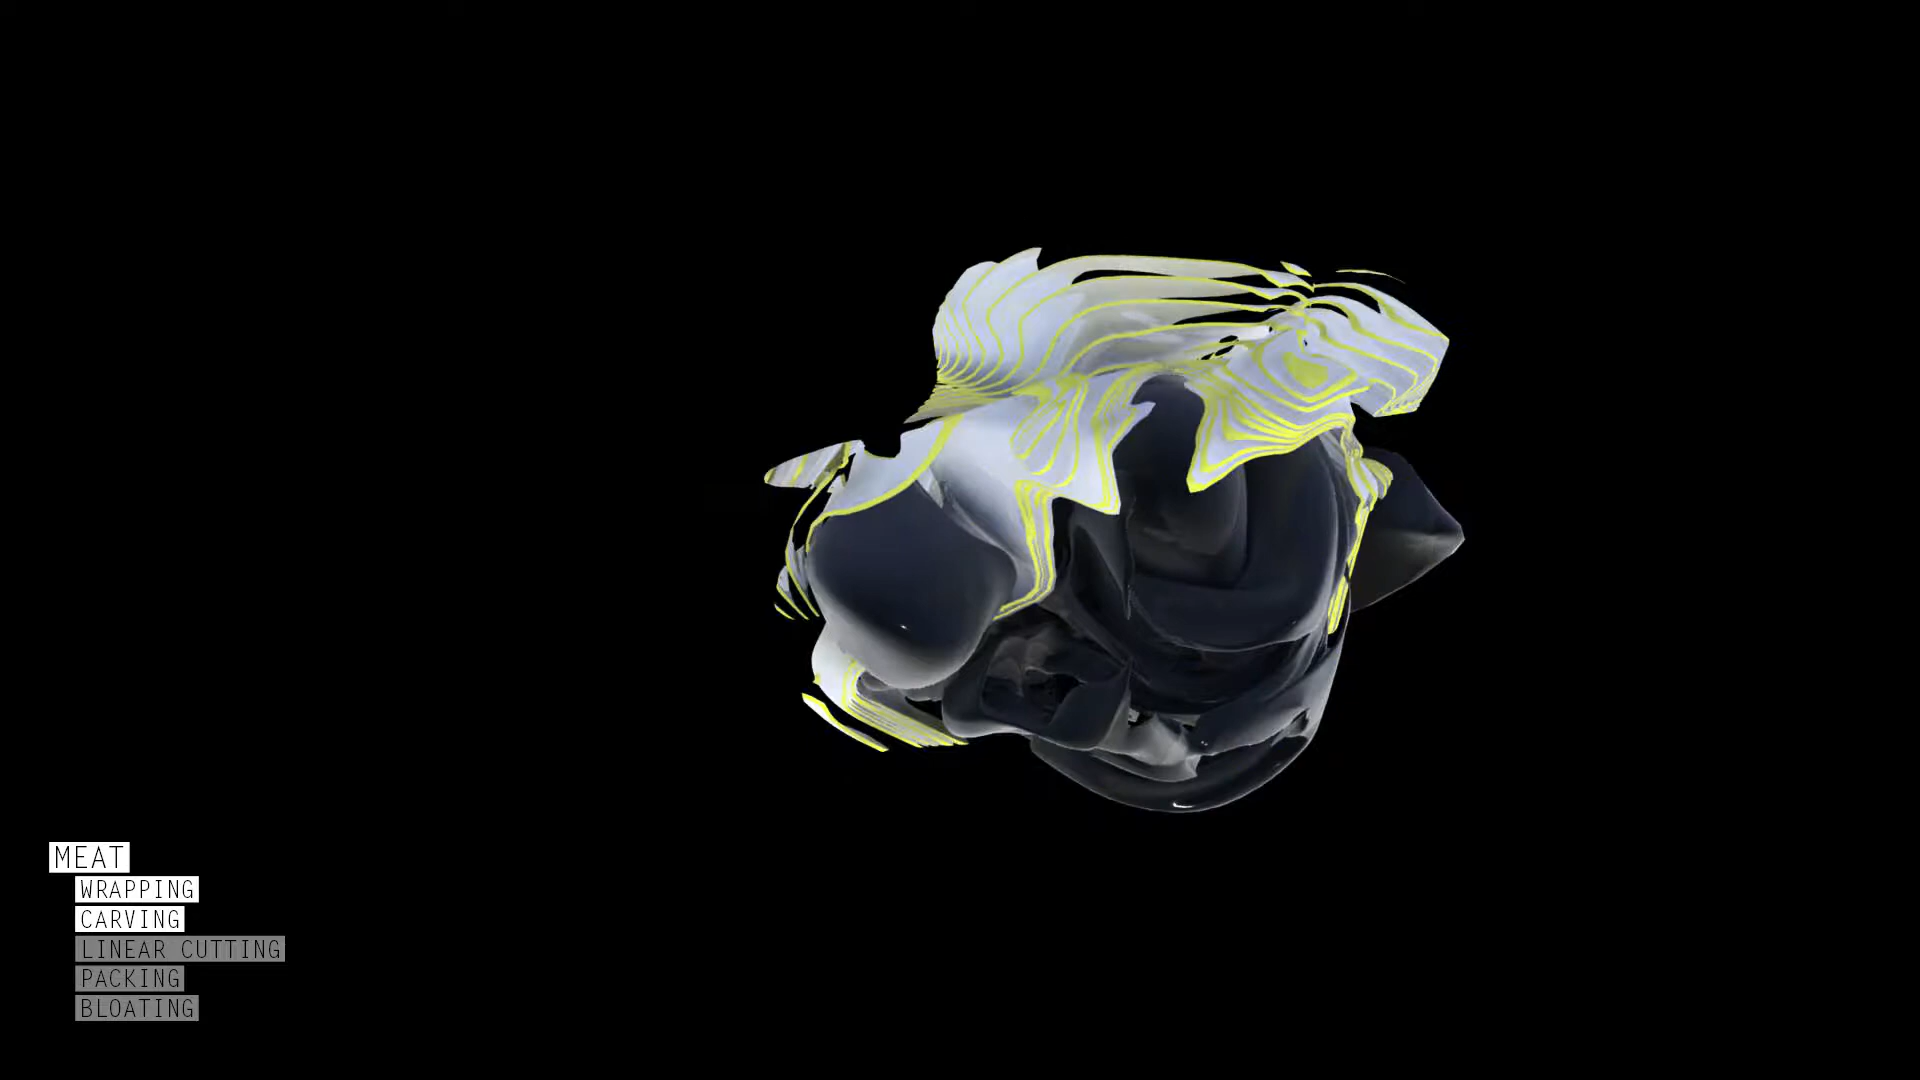 MEAT
WRAPPING
CARVING
LINEAR CUTTING
PACKING
BLOATING